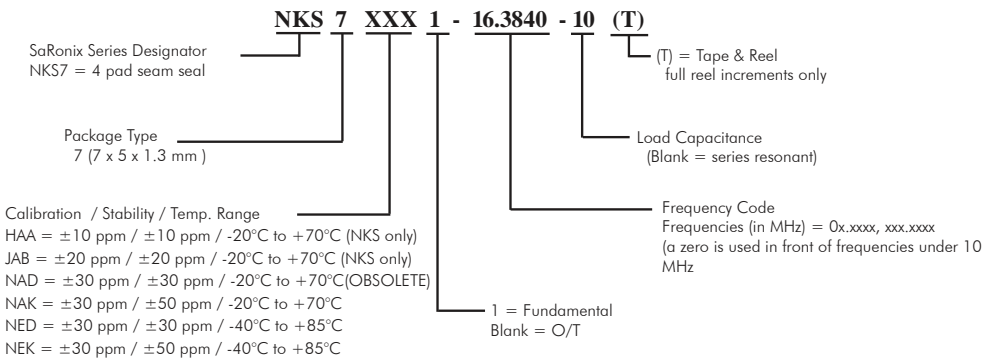 NKS 7 XXX 1 - 16.3840 - 10 (T)
SaRonix Series Designator
NKS7 = 4 pad seam seal
(T) = Tape & Reel
full reel increments only
Package Type
7 (7 x 5 x 1.3 mm )
Load Capacitance
(Blank = series resonant)
Calibration / Stability / Temp. Range
HAA = ±10 ppm / ±10 ppm / -20°C to +70°C (NKS only)
JAB = ±20 ppm / ±20 ppm / -20°C to +70°C (NKS only)
NAD = ±30 ppm / ±30 ppm / -20°C to +70°C(OBSOLETE)
NAK = ±30 ppm / ±50 ppm / -20°C to +70°C
NED = ±30 ppm / ±30 ppm / -40°C to +85°C
NEK = ±30 ppm / ±50 ppm / -40°C to +85°C
Frequency Code
Frequencies (in MHz) = 0x.xxxx, xxx.xxxx
(a zero is used in front of frequencies under 10
MHz
1 = Fundamental
Blank = O/T